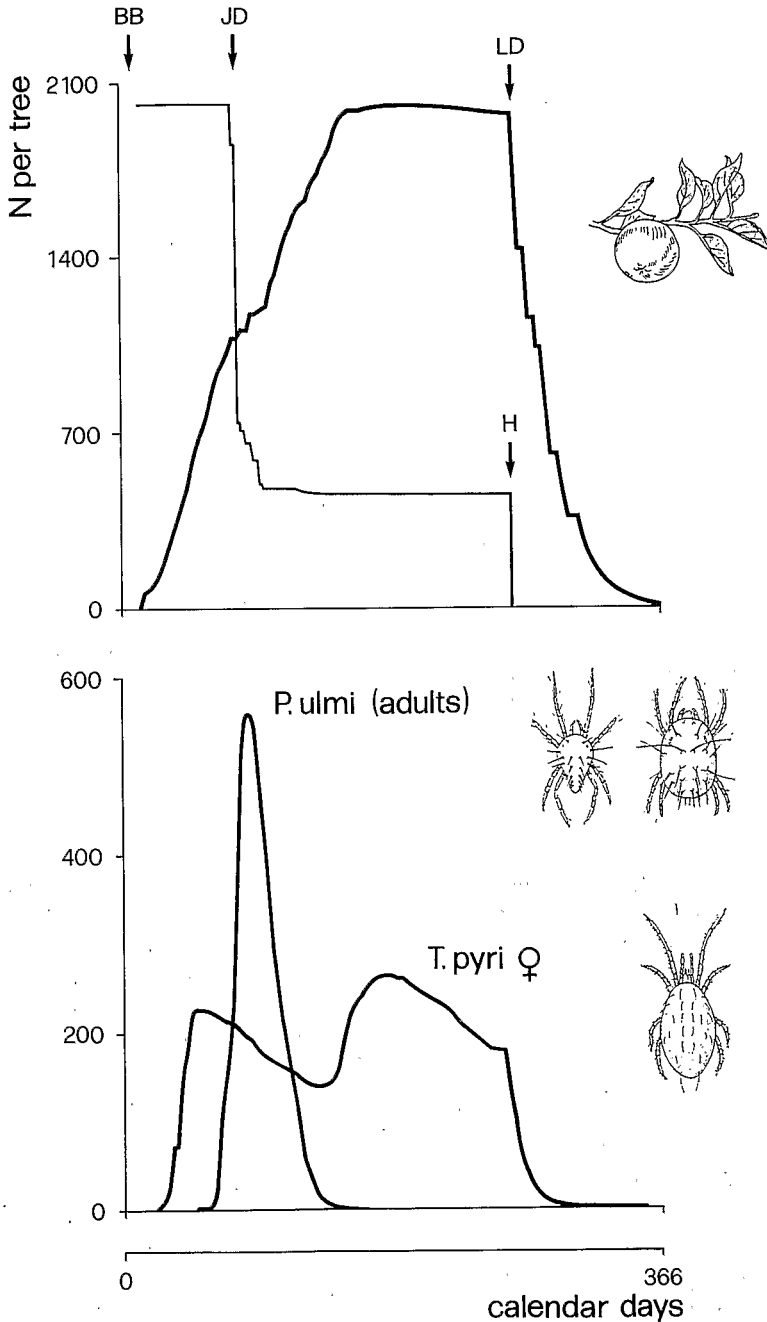 BB JD
LD
2100
N per tree
1400
700
H
0
600
P. ulmi (adults)
400
T. pyri ♀
200
0
0 366
calendar days